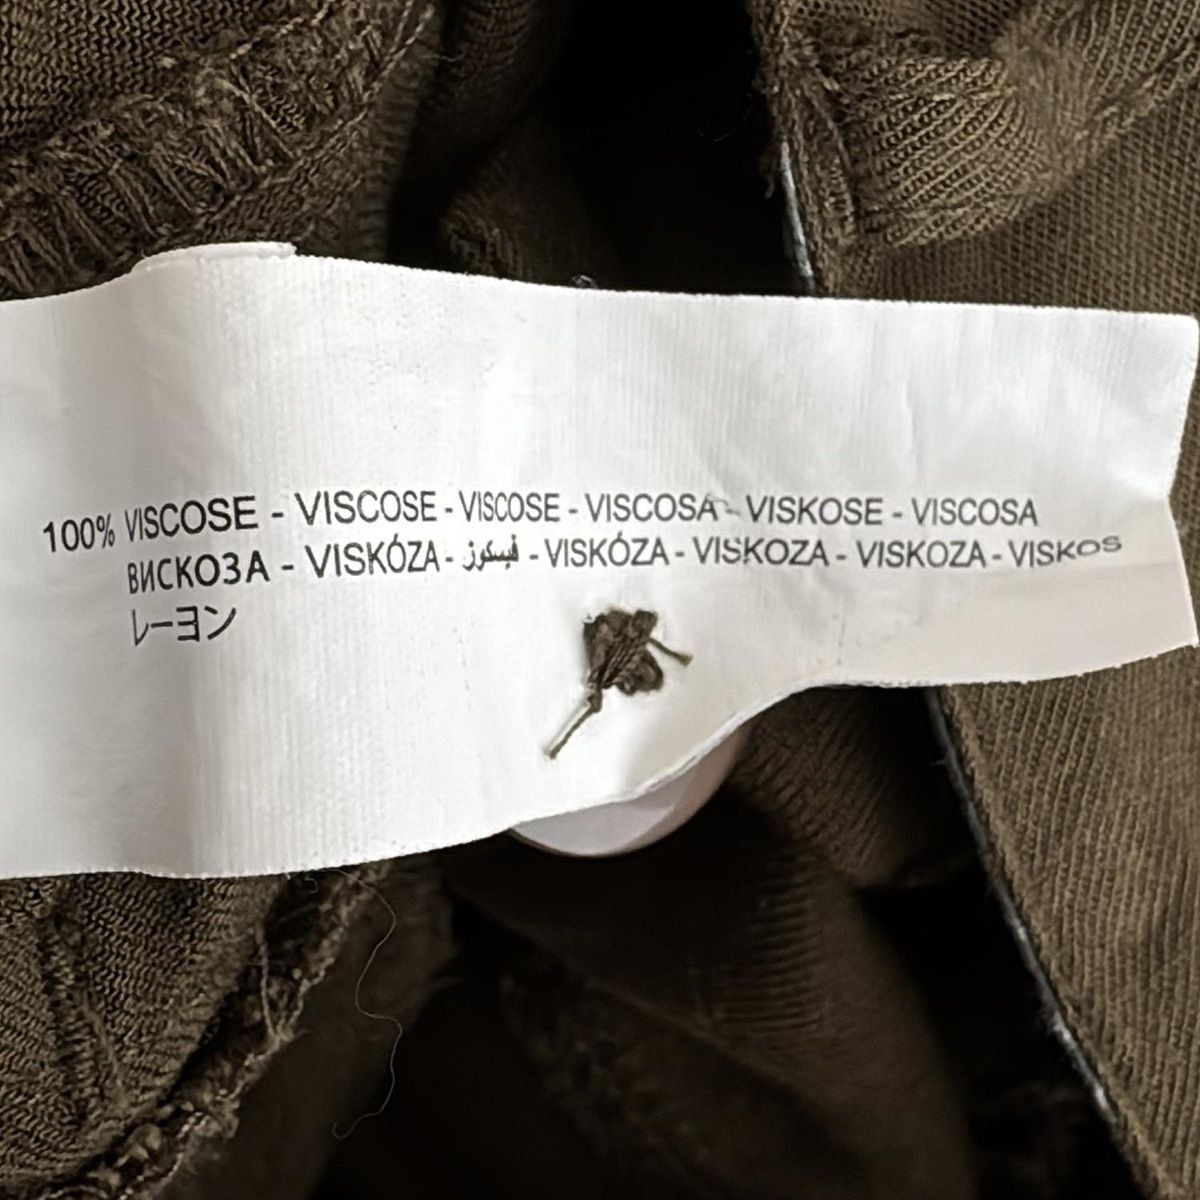 100% VISCOSE - VISCOSE - VISCOSE - VISCOSA - VISKOSE - VISCOSA
ВИСКОЗА - VISKÓZA - فيسكوز - VISKÓZA - VISKOZA - VISKOZA - VISKOS
レーヨン